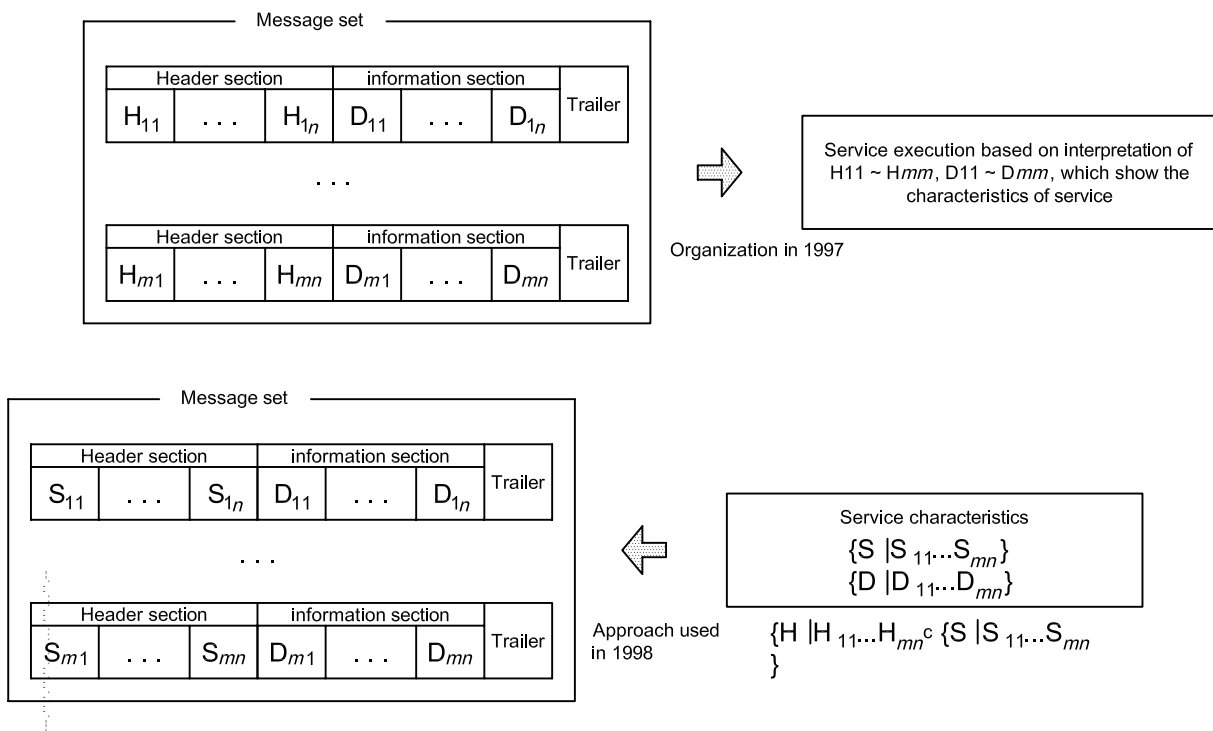 Message set
Header section information section Trailer
H11 . . . H1n D11 . . . D1n
. . .
Header section information section Trailer
Hm1 . . . Hmn Dm1 . . . Dmn
Organization in 1997
Service execution based on interpretation of
H11 ~ Hmm, D11 ~ Dmm, which show the
characteristics of service
Message set
Header section information section Trailer
S11 . . . S1n D11 . . . D1n
. . .
Header section information section Trailer
Sm1 . . . Smn Dm1 . . . Dmn
Approach used
in 1998
Service characteristics
{S |S 11...Smn}
{D |D 11...Dmn}
{H |H 11...Hmn c {S |S 11...Smn
}